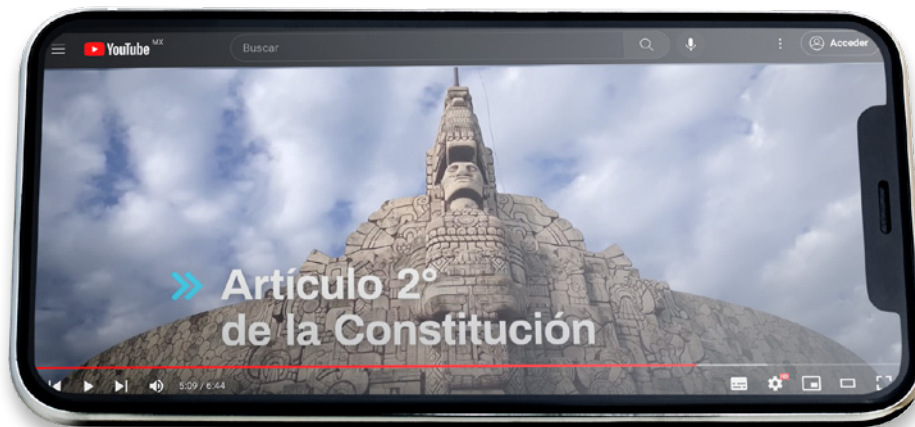 YouTube MX
Buscar
Acceder
Artículo 2°
de la Constitución
5:09 / 6:44